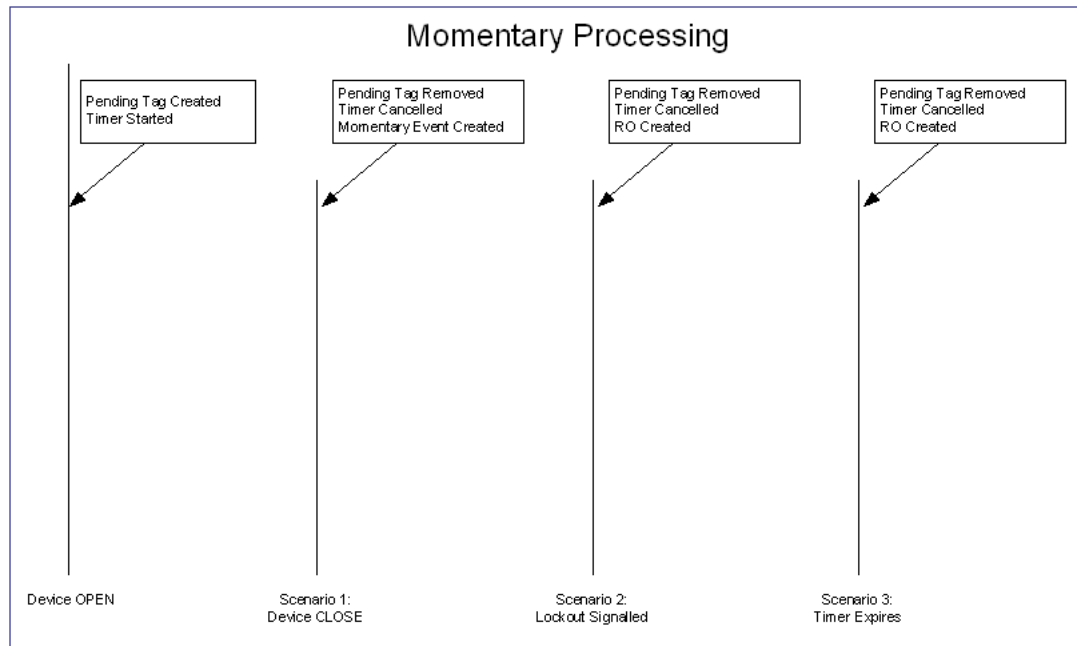 Momentary Processing
Pending Tag Created
Timer Started
Pending Tag Removed
Timer Cancelled
Momentary Event Created
Pending Tag Removed
Timer Cancelled
RO Created
Pending Tag Removed
Timer Cancelled
RO Created
Device OPEN
Scenario 1:
Device CLOSE
Scenario 2:
Lockout Signalled
Scenario 3:
Timer Expires